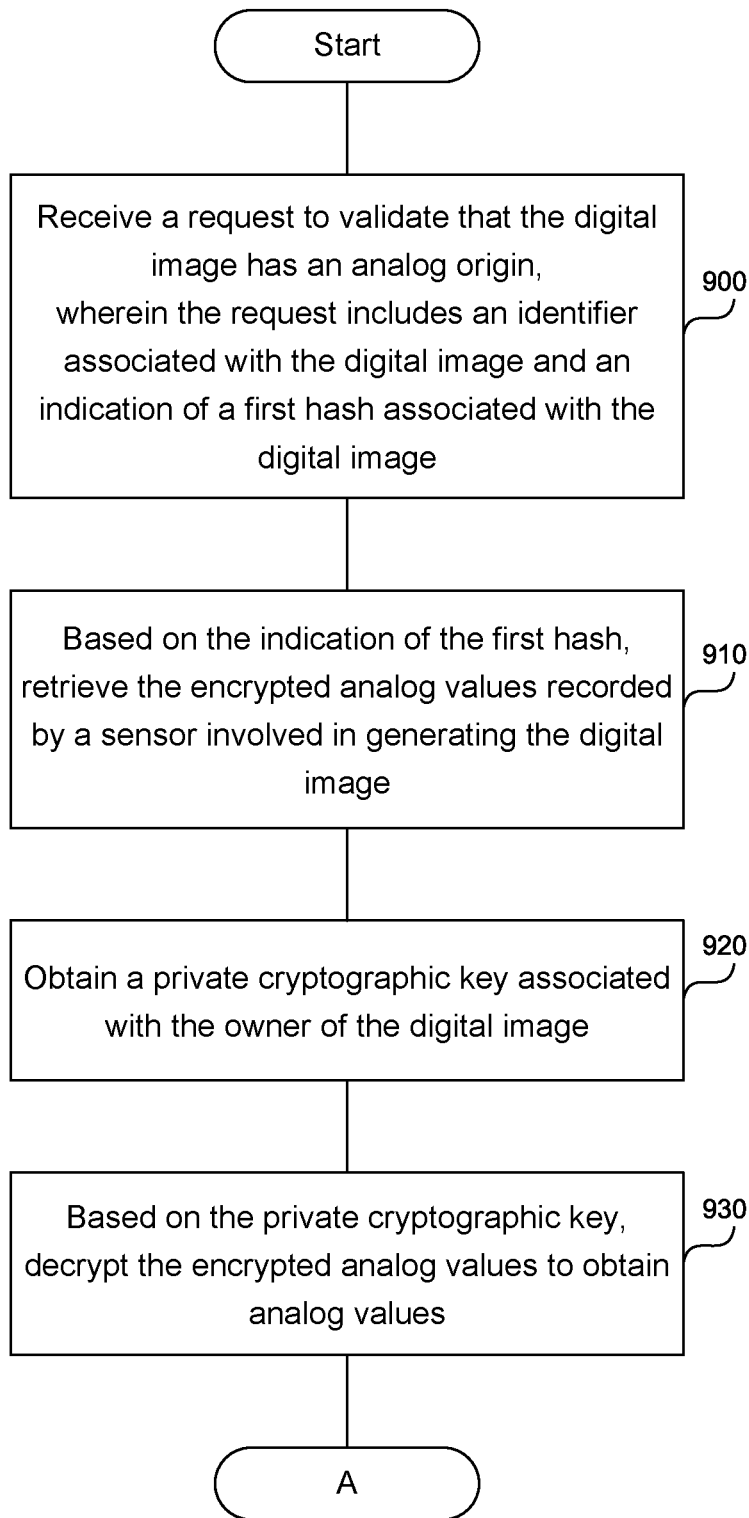 Start
Receive a request to validate that the digital
image has an analog origin,
wherein the request includes an identifier
associated with the digital image and an
indication of a first hash associated with the
digital image
900
Based on the indication of the first hash,
retrieve the encrypted analog values recorded
by a sensor involved in generating the digital
image
910
Obtain a private cryptographic key associated
with the owner of the digital image
920
Based on the private cryptographic key,
decrypt the encrypted analog values to obtain
analog values
930
A